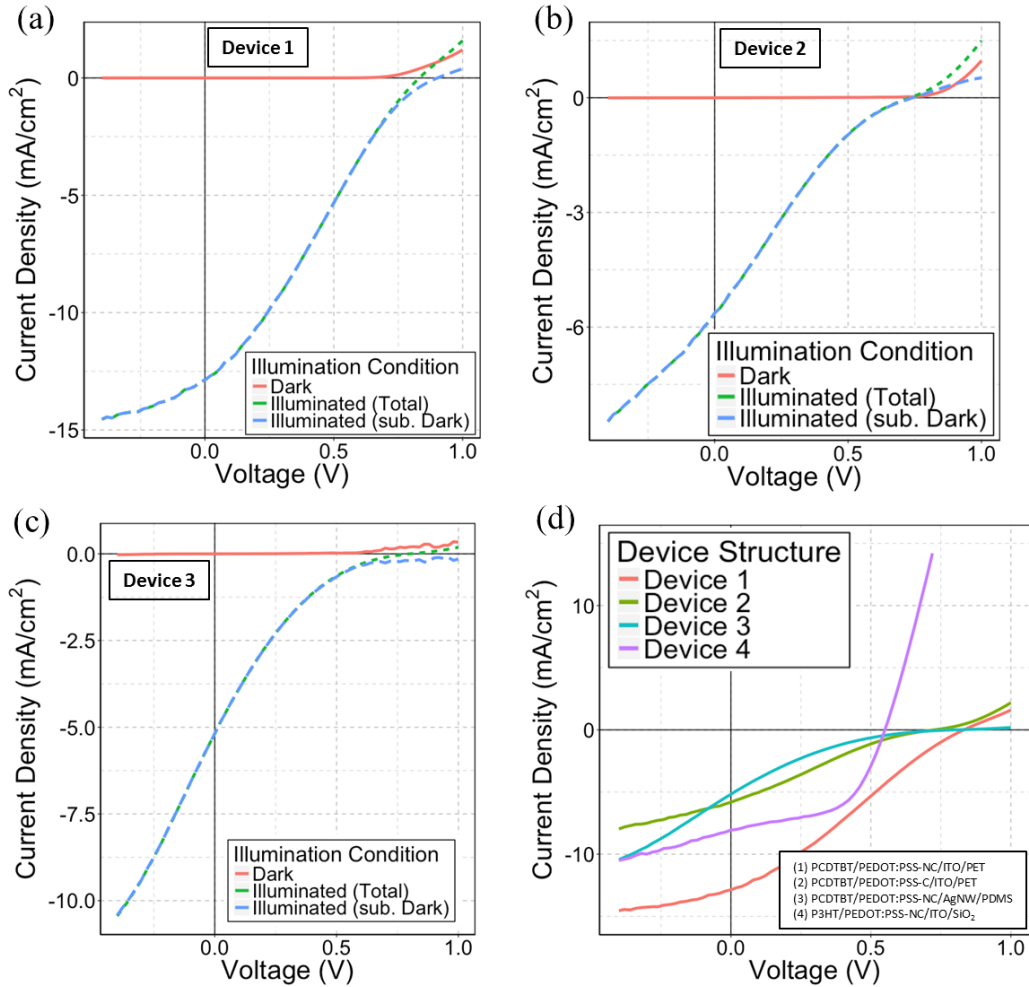 (a)
Device 1
Current Density (mA/cm²)
0
-5
-10
-15
Illumination Condition
Dark
Illuminated (Total)
Illuminated (sub. Dark)
0.0
0.5
1.0
Voltage (V)
(b)
Device 2
Current Density (mA/cm²)
0
-3
-6
Illumination Condition
Dark
Illuminated (Total)
Illuminated (sub. Dark)
0.0
0.5
1.0
Voltage (V)
(c)
Device 3
Current Density (mA/cm²)
0.0
-2.5
-5.0
-7.5
-10.0
Illumination Condition
Dark
Illuminated (Total)
Illuminated (sub. Dark)
0.0
0.5
1.0
Voltage (V)
(d)
Device Structure
Device 1
Device 2
Device 3
Device 4
Current Density (mA/cm²)
10
0
-10
(1) PCDTBT/PEDOT:PSS-NC/ITO/PET
(2) PCDTBT/PEDOT:PSS-C/ITO/PET
(3) PCDTBT/PEDOT:PSS-NC/AgNW/PDMS
(4) P3HT/PEDOT:PSS-NC/ITO/SiO₂
0.0
0.5
1.0
Voltage (V)